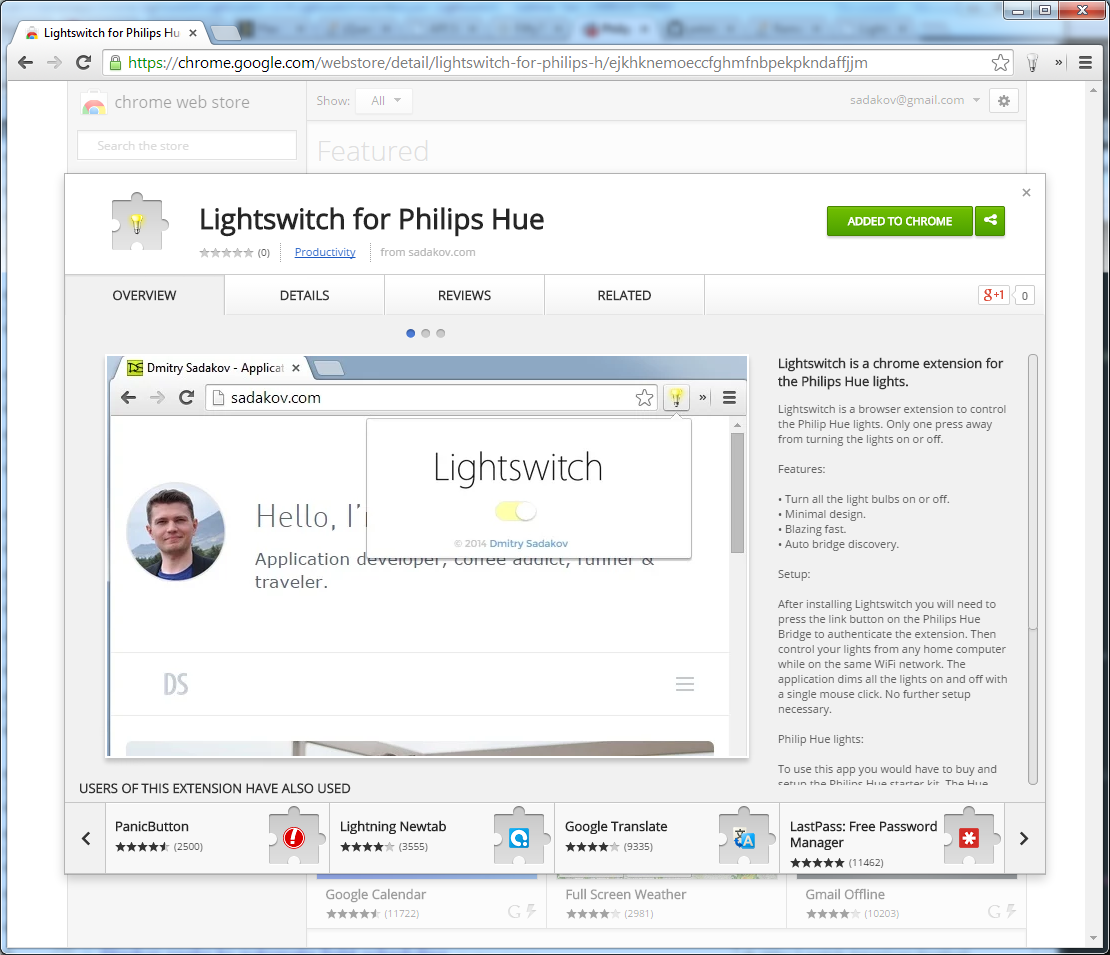 Lightswitch for Philips Hu
https://chrome.google.com/webstore/detail/lightswitch-for-philips-h/ejkhknemoeccfghmfnbpekpkndaffjjm
chrome web store
Show:
All
sadakov@gmail.com
Search the store
Featured
Lightswitch for Philips Hue
(0)
Productivity
from sadakov.com
ADDED TO CHROME
OVERVIEW
DETAILS
REVIEWS
RELATED
g+1
0
Dmitry Sadakov - Applicat
sadakov.com
Lightswitch
© 2014 Dmitry Sadakov
Hello, I'
Application developer, coffee addict, runner &
traveler.
DS
Lightswitch is a chrome extension for
the Philips Hue lights.
Lightswitch is a browser extension to control
the Philip Hue lights. Only one press away
from turning the lights on or off.
Features:
• Turn all the light bulbs on or off.
• Minimal design.
• Blazing fast.
• Auto bridge discovery.
Setup:
After installing Lightswitch you will need to
press the link button on the Philips Hue
Bridge to authenticate the extension. Then
control your lights from any home computer
while on the same WiFi network. The
application dims all the lights on and off with
a single mouse click. No further setup
necessary.
Philip Hue lights:
To use this app you would have to buy and
setup the Philips Hue starter kit. The Hue
USERS OF THIS EXTENSION HAVE ALSO USED
PanicButton
(2500)
Lightning Newtab
(3555)
Google Translate
(9335)
LastPass: Free Password
Manager
(11462)
Google Calendar
(11722)
Full Screen Weather
(2981)
Gmail Offline
(10203)